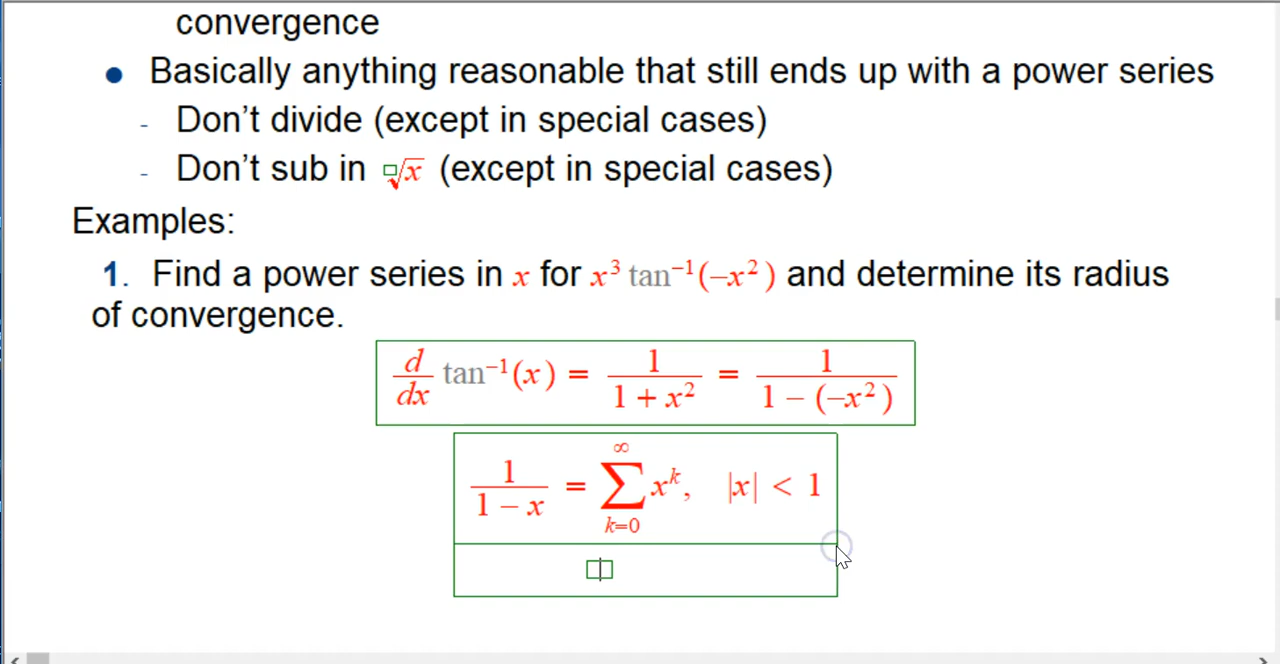 convergence
● Basically anything reasonable that still ends up with a power series
- Don't divide (except in special cases)
- Don't sub in √x (except in special cases)
Examples:
1. Find a power series in x for x³ tan⁻¹(–x²) and determine its radius
of convergence.
d/dx tan⁻¹(x) = 1/(1 + x²) = 1/(1 – (–x²))
1/(1 – x) = ∑_{k=0}^{∞} xᵏ, |x| < 1